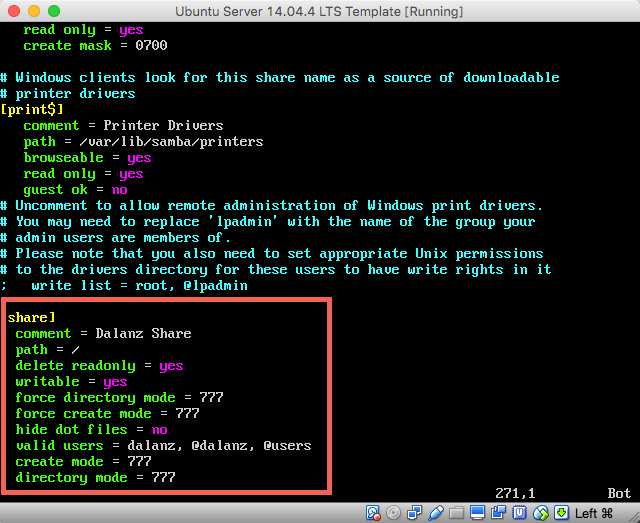 Ubuntu Server 14.04.4 LTS Template [Running]
read only = yes
create mask = 0700
# Windows clients look for this share name as a source of downloadable
# printer drivers
[print$]
comment = Printer Drivers
path = /var/lib/samba/printers
browseable = yes
read only = yes
guest ok = no
# Uncomment to allow remote administration of Windows print drivers.
# You may need to replace 'lpadmin' with the name of the group your
# admin users are members of.
# Please note that you also need to set appropriate Unix permissions
# to the drivers directory for these users to have write rights in it
;   write list = root, @lpadmin
share]
comment = Dalanz Share
path = /
delete readonly = yes
writable = yes
force directory mode = 777
force create mode = 777
hide dot files = no
valid users = dalanz, @dalanz, @users
create mode = 777
directory mode = 777
271,1 Bot
Left ⌘